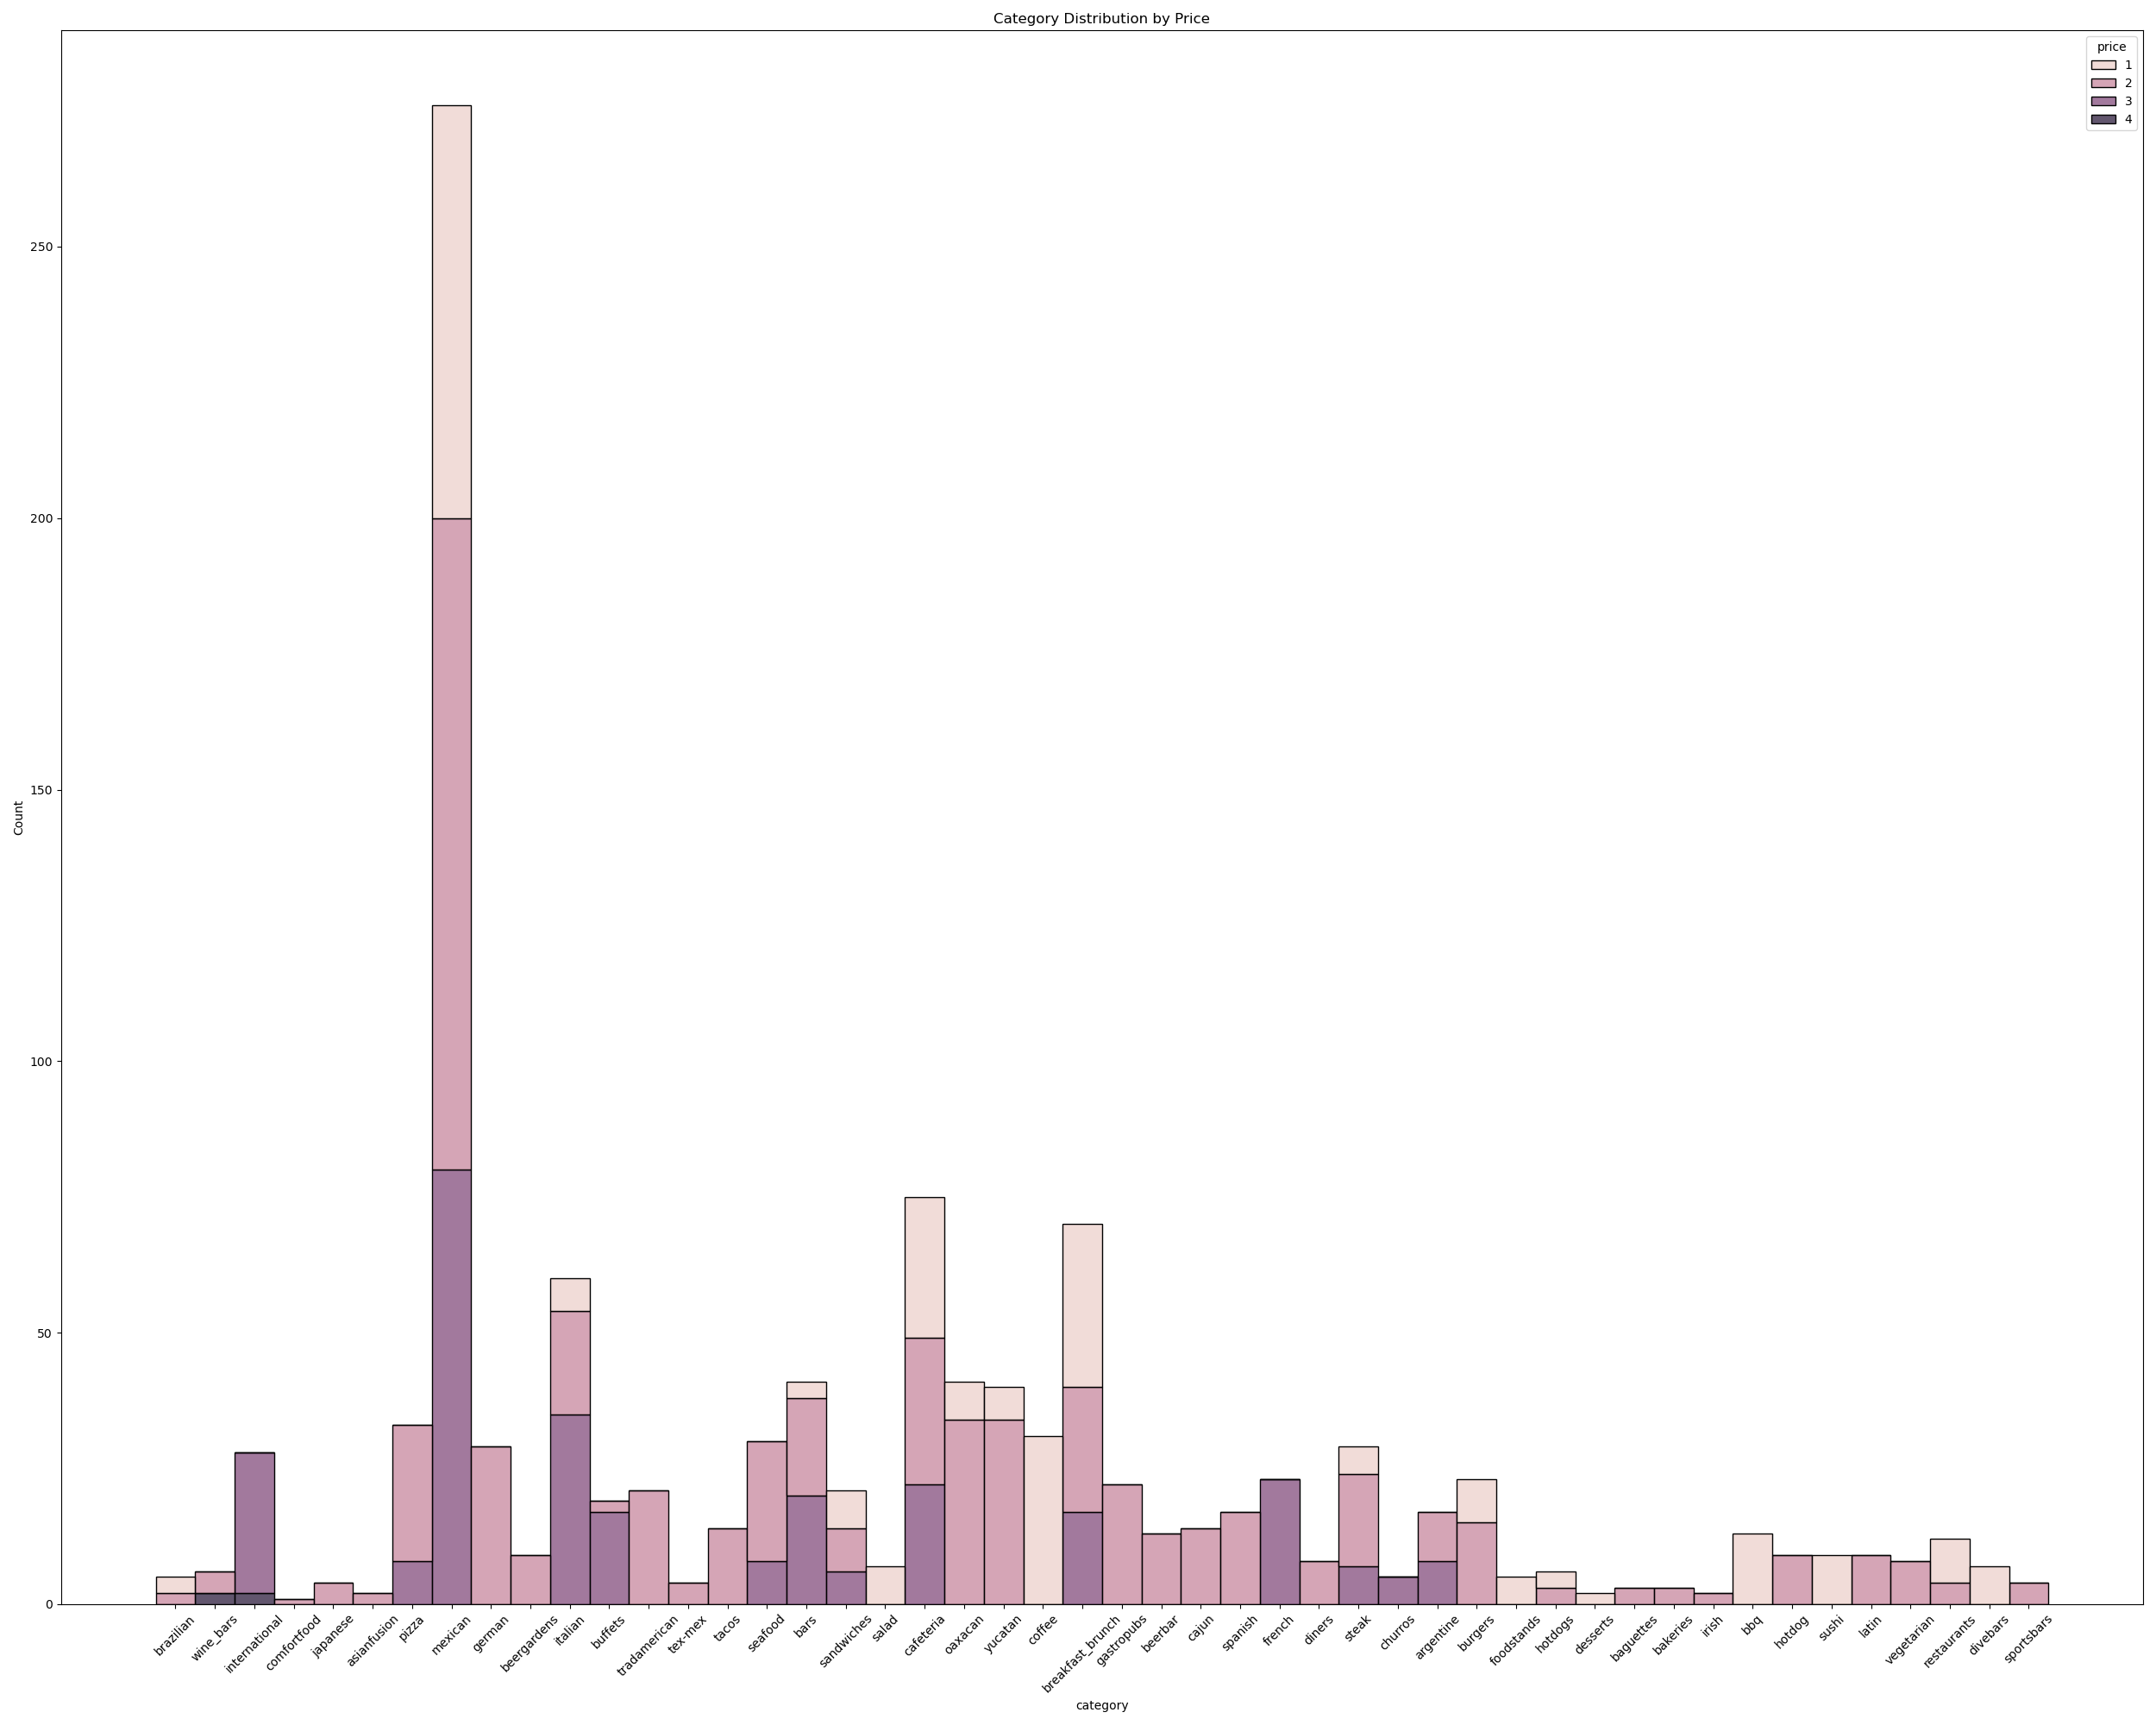 Category Distribution by Price
price
1
2
3
4
250
200
150
100
50
0
Count
brazilian
wine_bars
international
comfortfood
japanese
asianfusion
pizza
mexican
german
beergardens
italian
buffets
tradamerican
tex-mex
tacos
seafood
bars
sandwiches
salad
cafeteria
oaxacan
yucatan
coffee
breakfast_brunch
gastropubs
beerbar
cajun
spanish
french
diners
steak
churros
argentine
burgers
foodstands
hotdogs
desserts
baguettes
bakeries
irish
bbq
hotdog
sushi
latin
vegetarian
restaurants
divebars
sportsbars
category